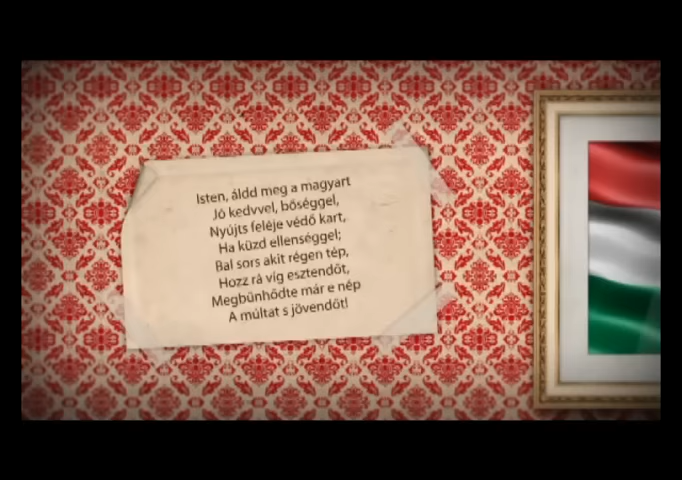 Isten, áldd meg a magyart
Jó kedvvel, bőséggel,
Nyújts feléje védő kart,
Ha küzd ellenséggel;
Bal sors akit régen tép,
Hozz rá víg esztendőt,
Megbűnhődte már e nép
A múltat s jövendőt!